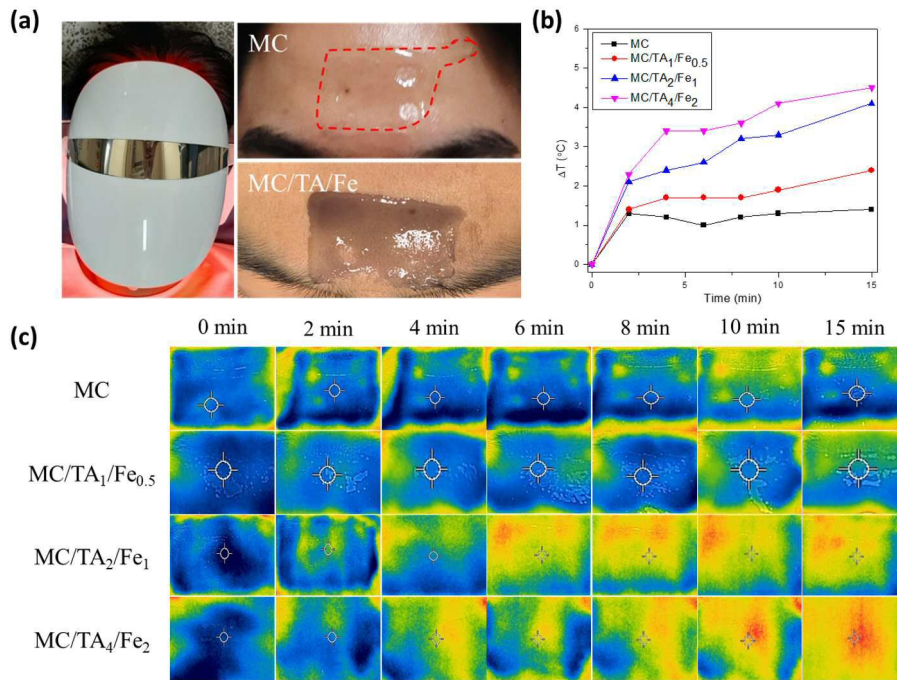 (a)
MC
MC/TA/Fe
(b)
MC
MC/TA₁/Fe₀.₅
MC/TA₂/Fe₁
MC/TA₄/Fe₂
6
5
4
3
2
1
0
ΔT (°C)
0 5 10 15
Time (min)
(c)
0 min 2 min 4 min 6 min 8 min 10 min 15 min
MC
MC/TA₁/Fe₀.₅
MC/TA₂/Fe₁
MC/TA₄/Fe₂